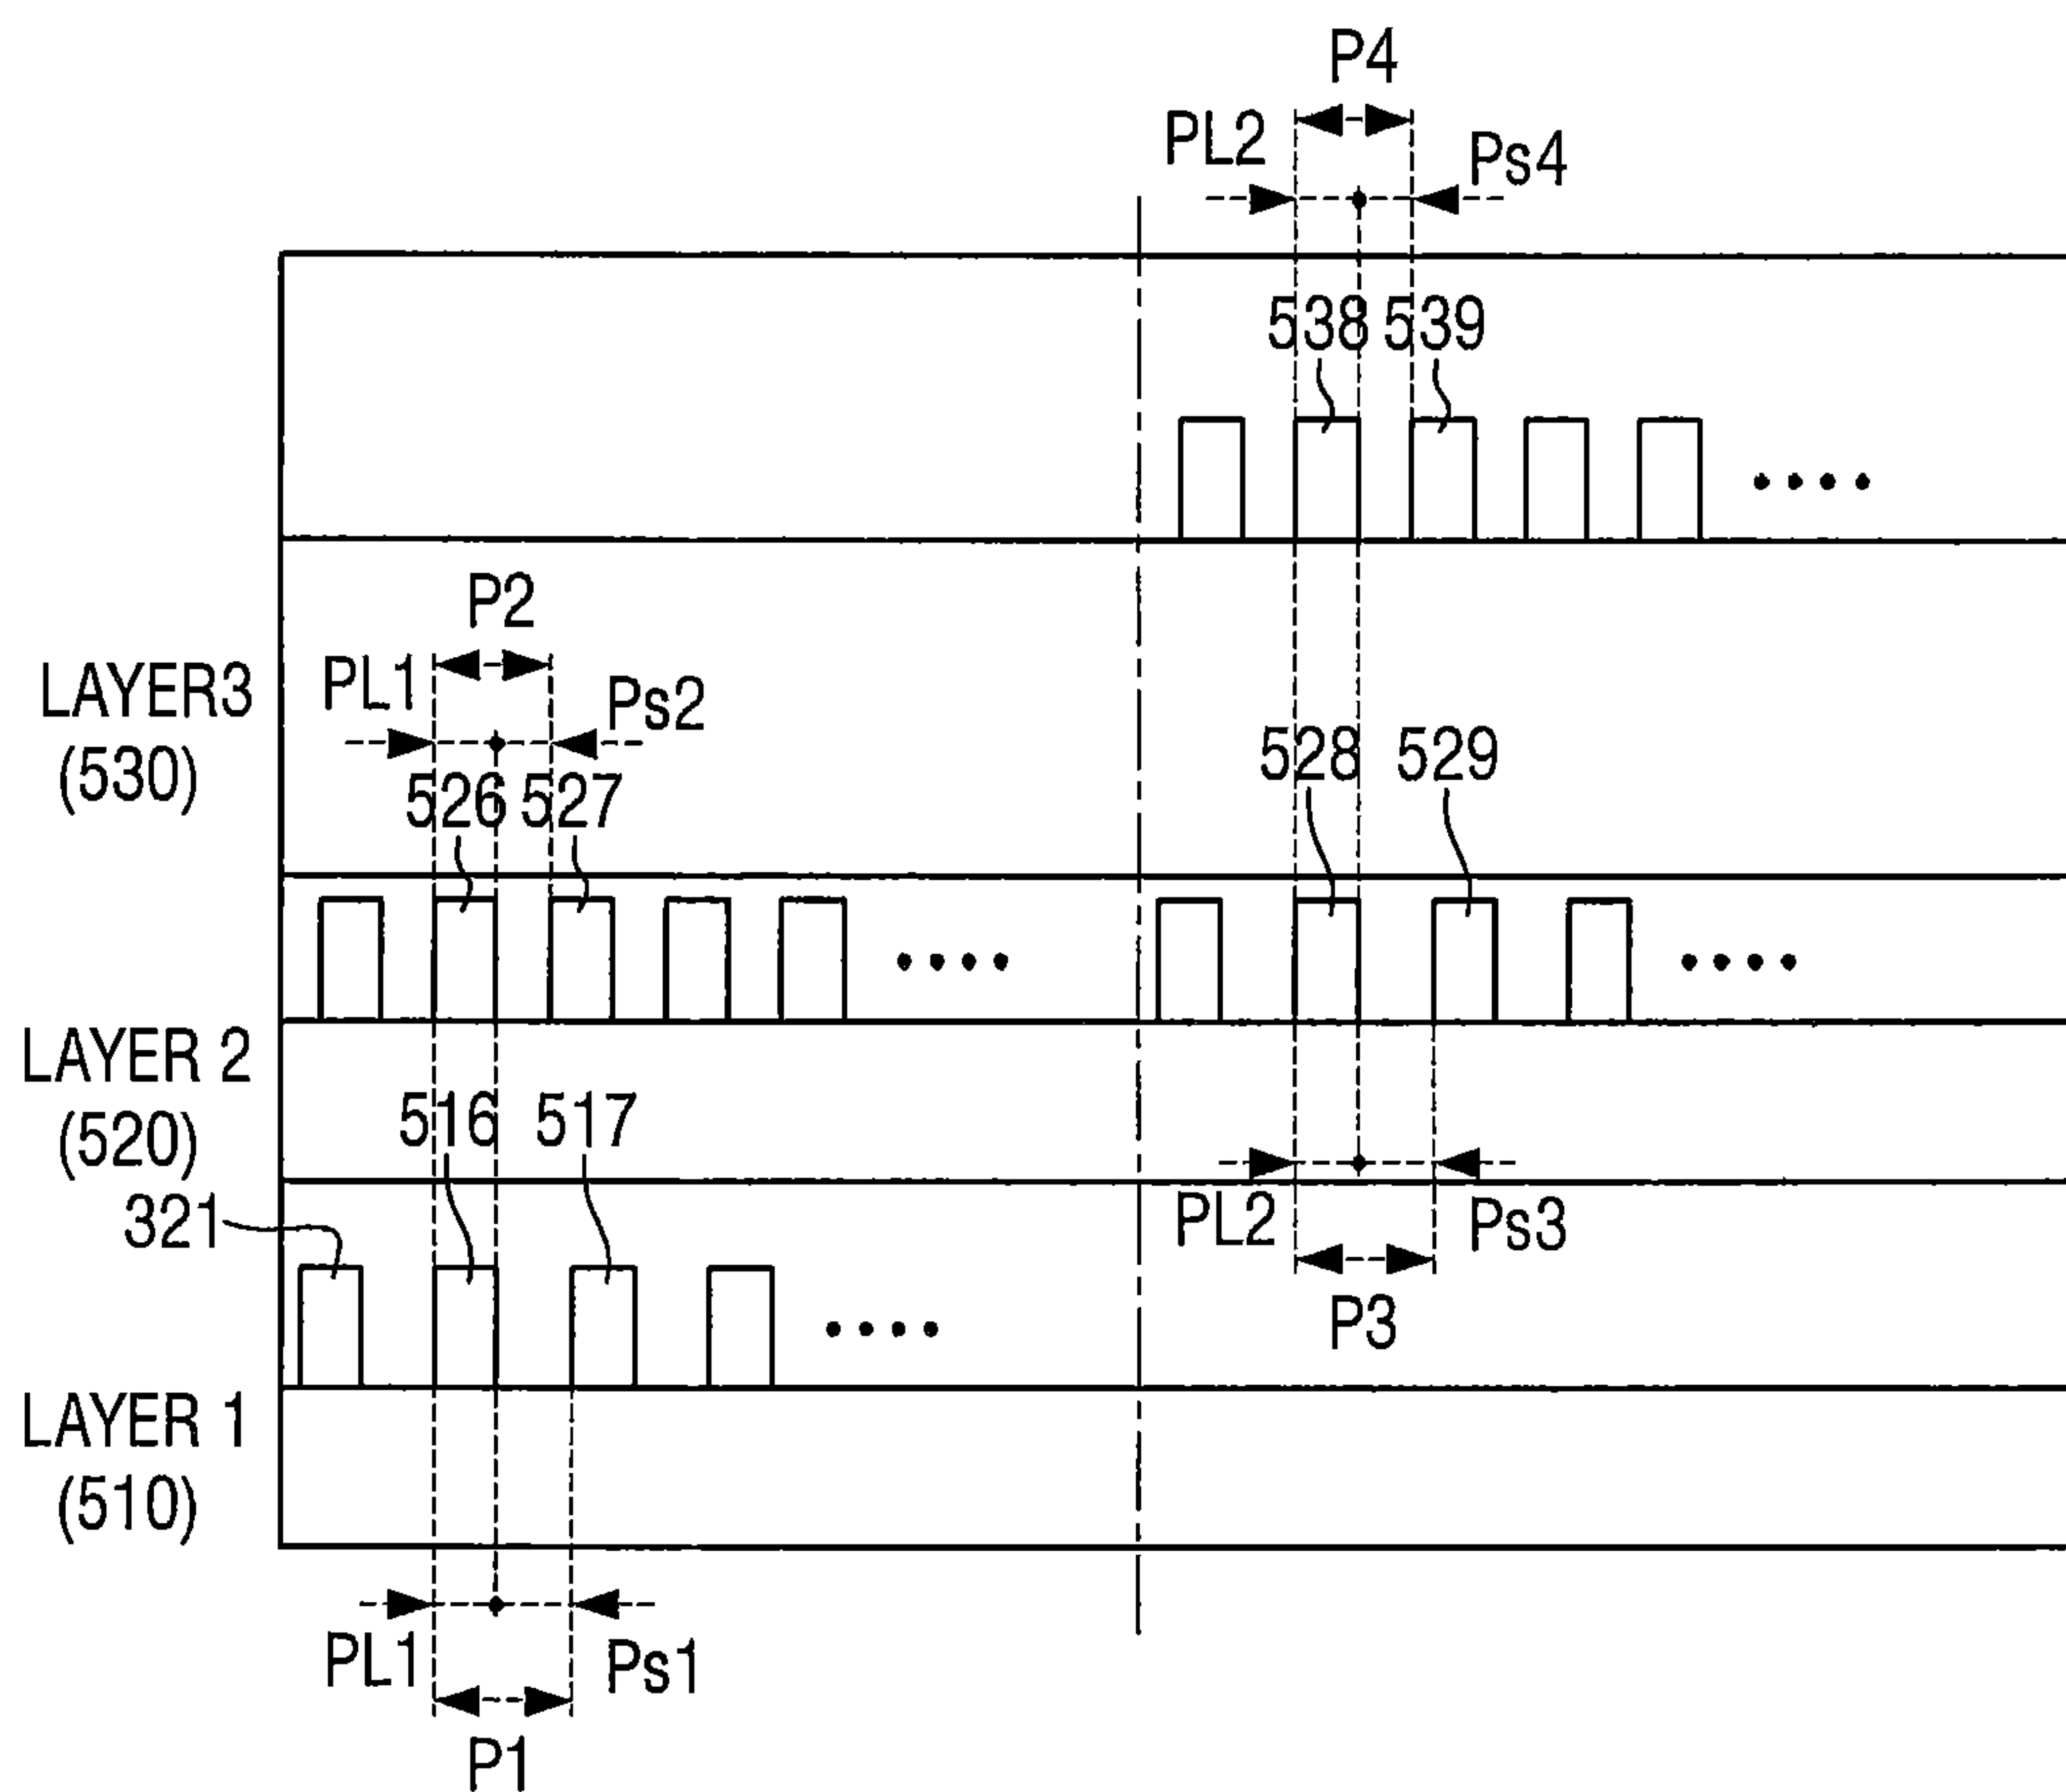 P4
PL2
Ps4
538 539
P2
PL1
Ps2
LAYER3
(530)
526 527
528 529
LAYER 2
(520)
516 517
321
PL2
Ps3
P3
LAYER 1
(510)
PL1
Ps1
P1